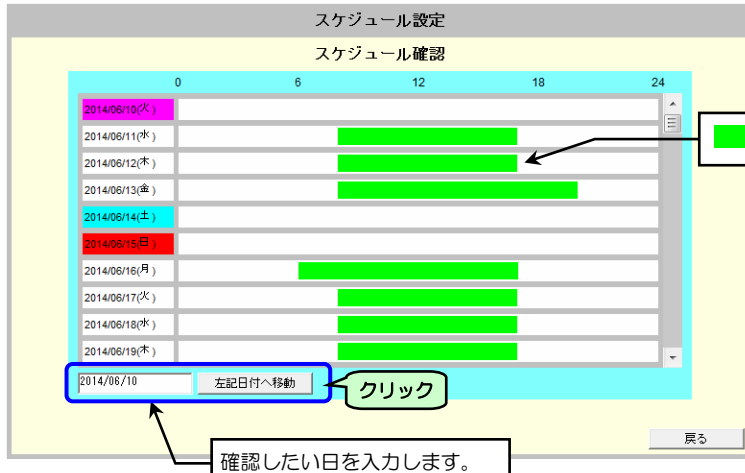 スケジュール設定
スケジュール確認
0 6 12 18 24
2014/06/10(火)
2014/06/11(水)
2014/06/12(木)
2014/06/13(金)
2014/06/14(土)
2014/06/15(日)
2014/06/16(月)
2014/06/17(火)
2014/06/18(水)
2014/06/19(木)
2014/06/10 左記日付へ移動 クリック
戻る
確認したい日を入力します。